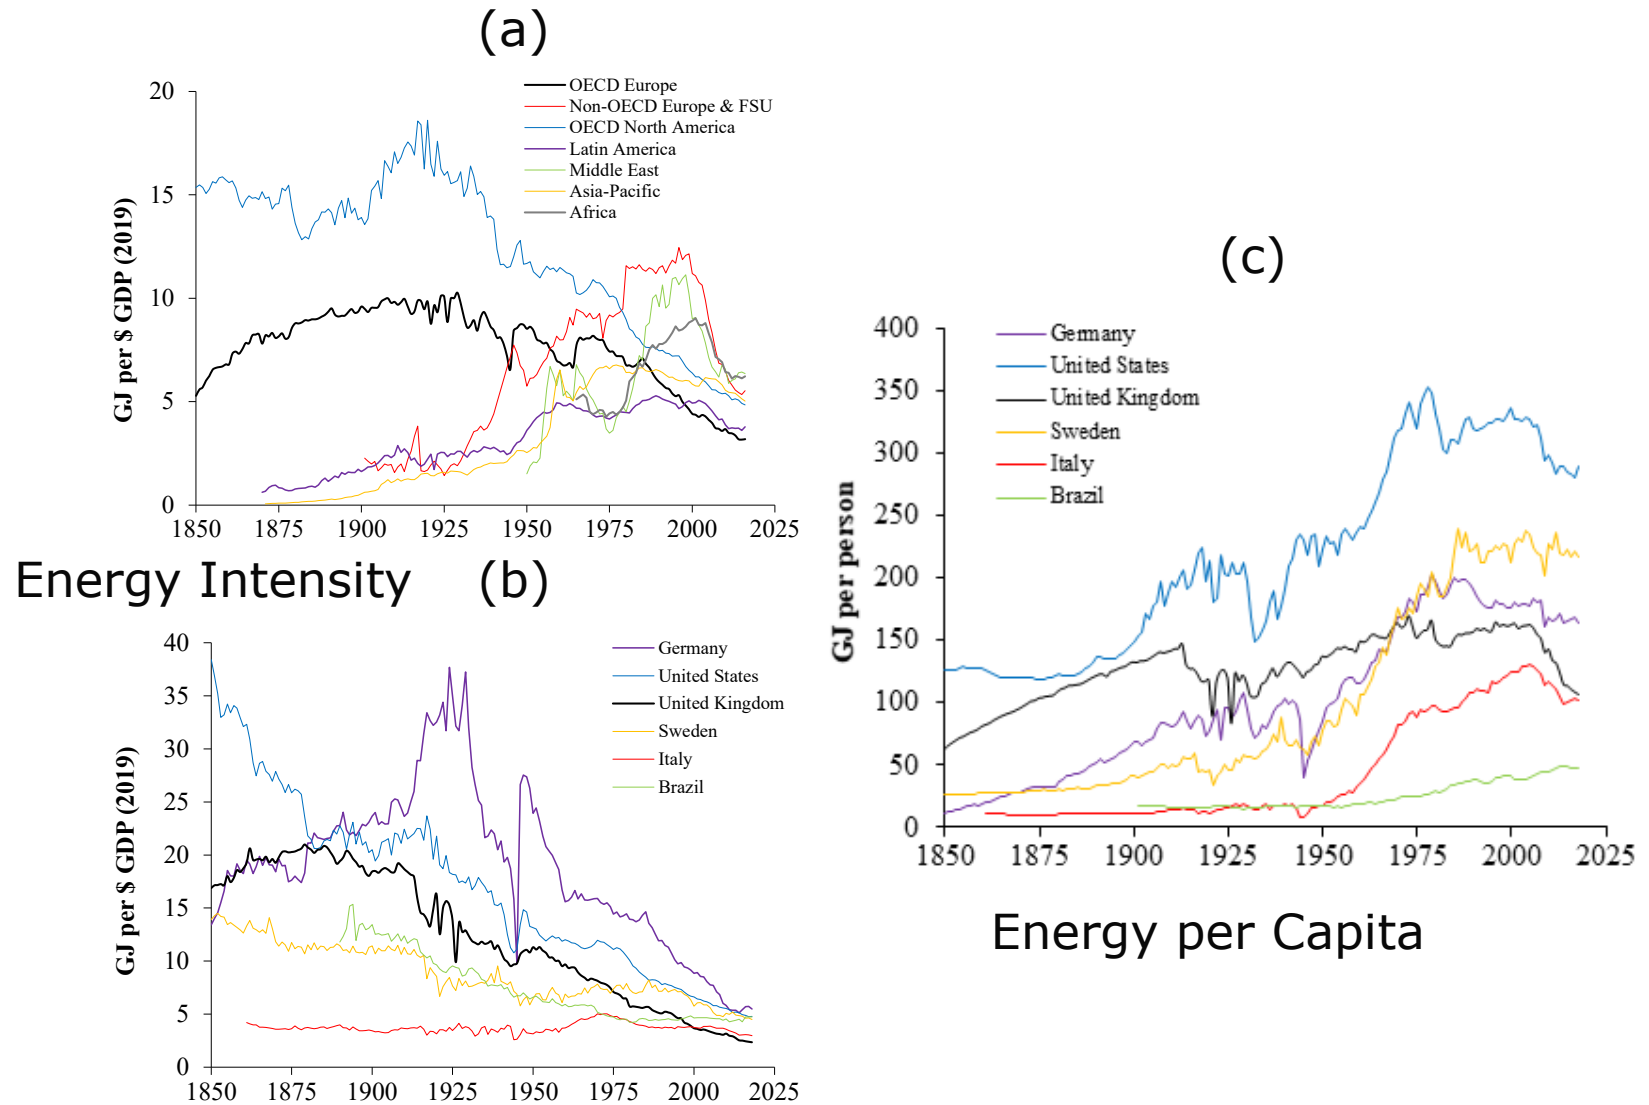 (a)
GJ per $ GDP (2019)
20
15
10
5
0
1850 1875 1900 1925 1950 1975 2000 2025
OECD Europe
Non-OECD Europe & FSU
OECD North America
Latin America
Middle East
Asia-Pacific
Africa
Energy Intensity
(b)
GJ per $ GDP (2019)
40
35
30
25
20
15
10
5
0
1850 1875 1900 1925 1950 1975 2000 2025
Germany
United States
United Kingdom
Sweden
Italy
Brazil
(c)
GJ per person
400
350
300
250
200
150
100
50
0
1850 1875 1900 1925 1950 1975 2000 2025
Germany
United States
United Kingdom
Sweden
Italy
Brazil
Energy per Capita